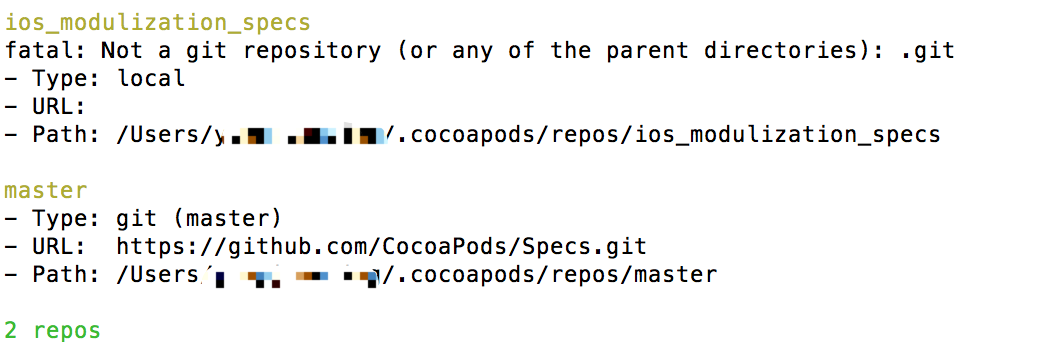 ios_modulization_specs
fatal: Not a git repository (or any of the parent directories): .git
- Type: local
- URL:
- Path: /Users/y /.cocoapods/repos/ios_modulization_specs
master
- Type: git (master)
- URL:  https://github.com/CocoaPods/Specs.git
- Path: /Users/ /.cocoapods/repos/master
2 repos